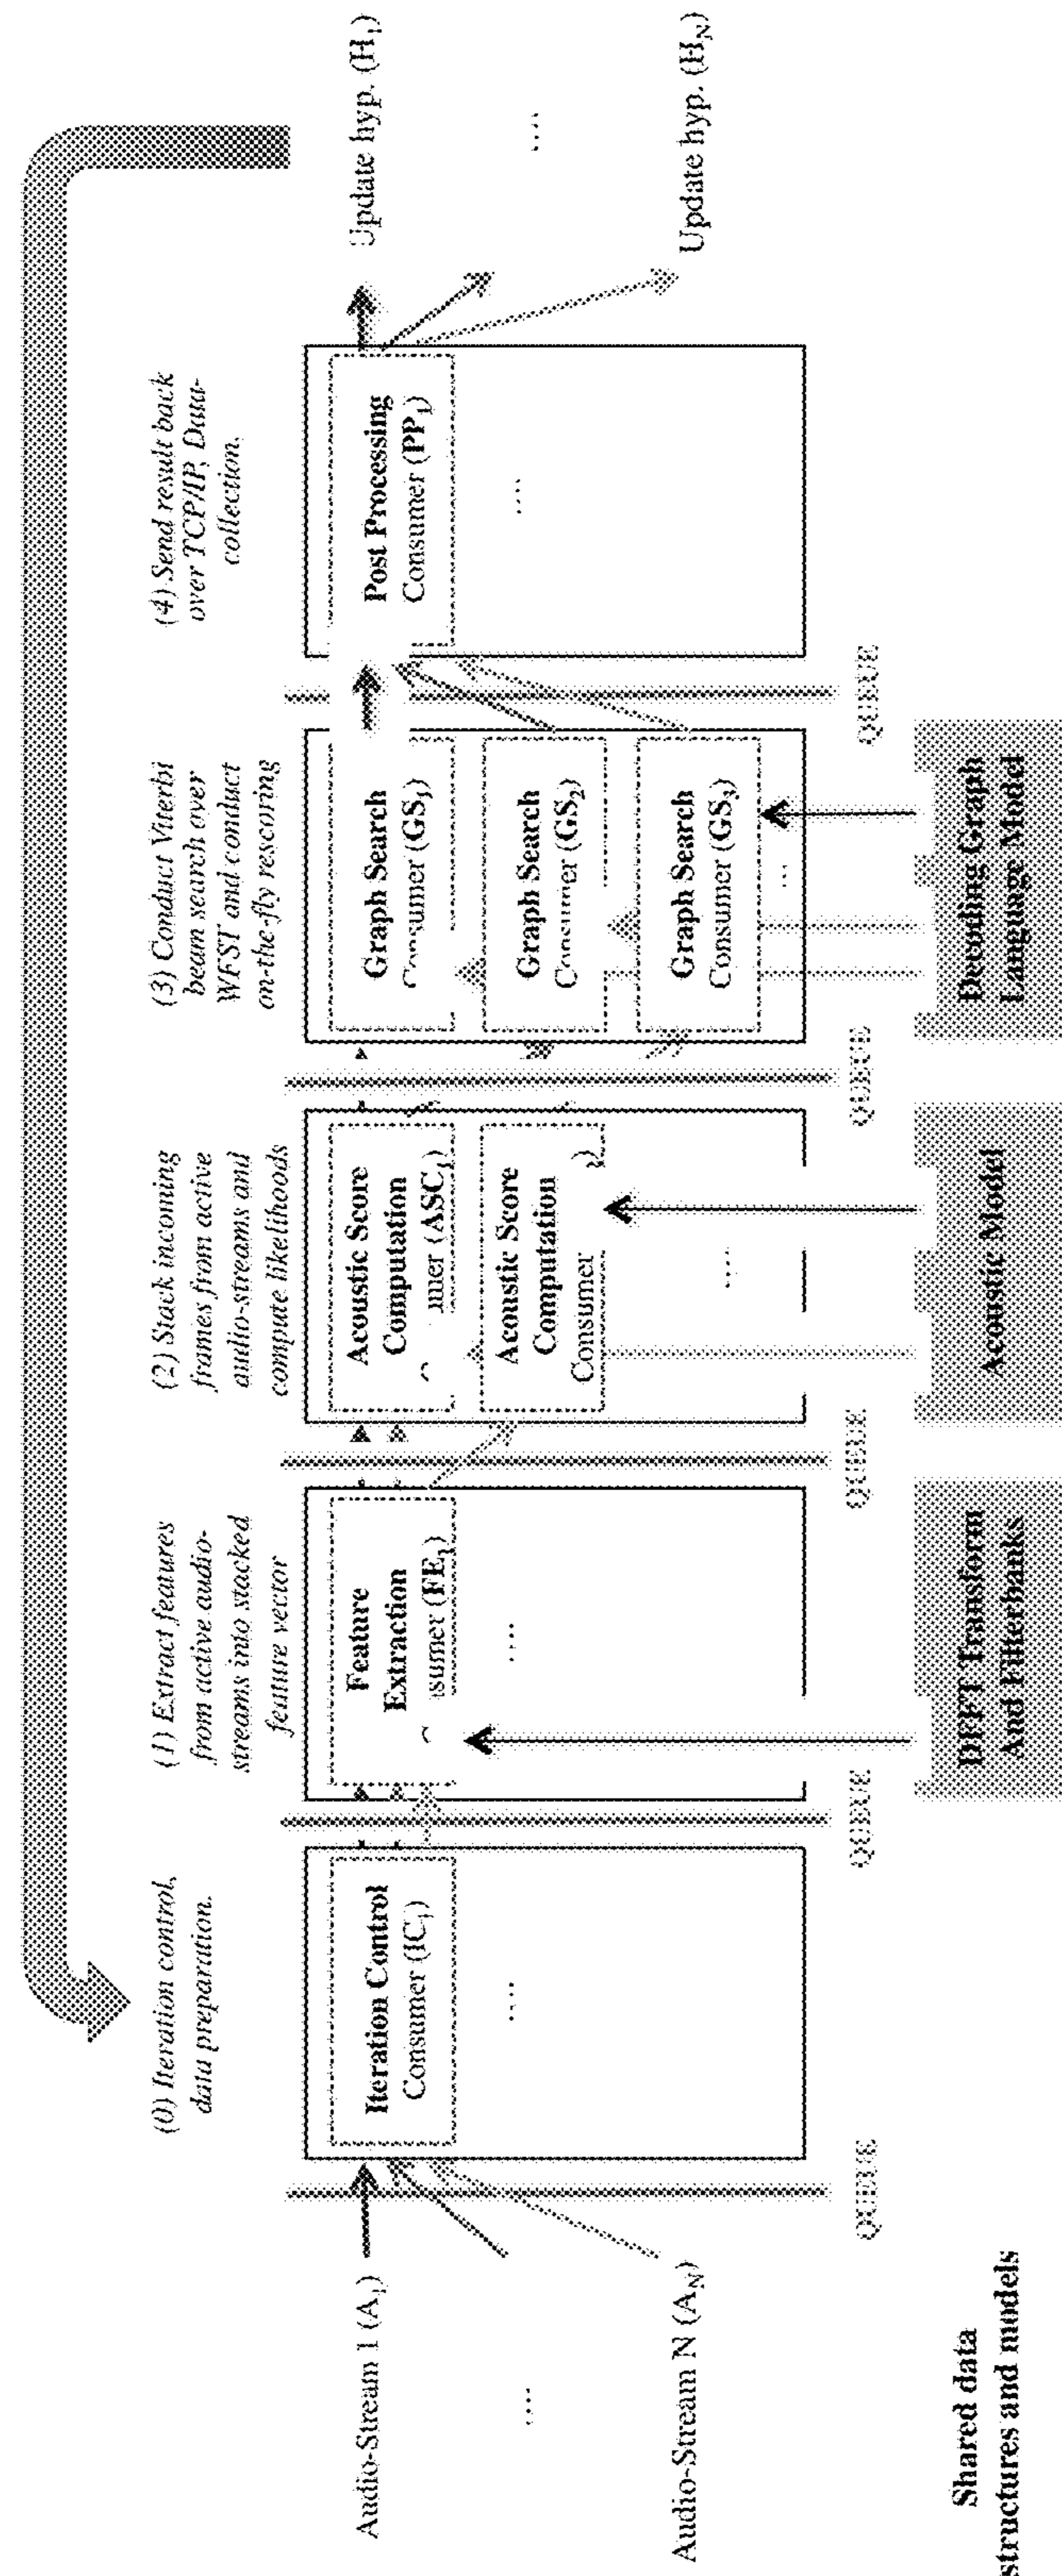 (0) Iteration control,
data preparation.
(1) Extract features
from active audio-
streams into stacked
feature vector
(2) Stack incoming
frames from active
audio-streams and
compute likelihoods
(3) Conduct Viterbi
beam search over
WFST and conduct
on-the-fly rescoring
(4) Send result back
over TCP/IP, Data-
collection.
Audio-Stream 1 (A₁)
....
Audio-Stream N (A_N)
QUEUE
Iteration Control
Consumer (IC₁)
....
QUEUE
Feature
Extraction
sumer (FE₁)
....
QUEUE
Acoustic Score
Computation
mer (ASC₁)
Acoustic Score
Computation
Consumer
....
QUEUE
Graph Search
Consumer (GS₁)
Graph Search
Consumer (GS₂)
Graph Search
Consumer (GS₃)
...
QUEUE
Post Processing
Consumer (PP₁)
....
Update hyp. (H₁)
....
Update hyp. (H_N)
Shared data
structures and models
DFFT Transform
And Filterbanks
Acoustic Model
Decoding Graph
Language Model